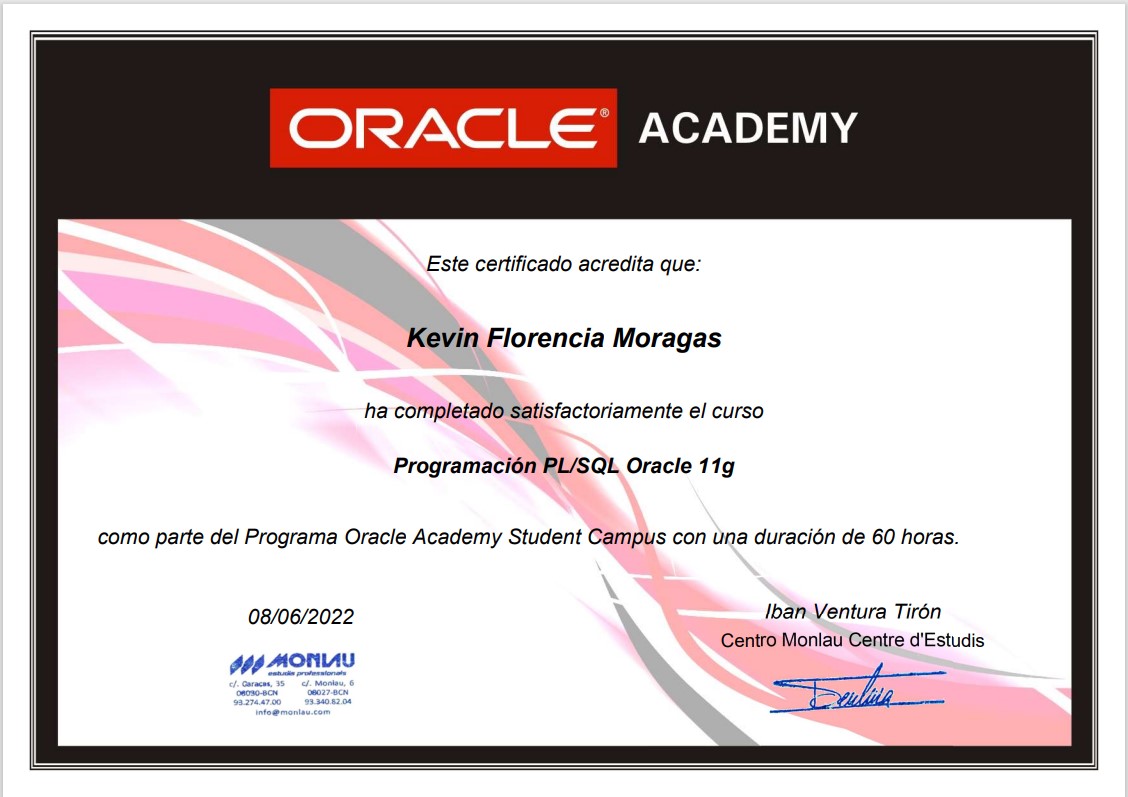 ORACLE® ACADEMY
Este certificado acredita que:
Kevin Florencia Moragas
ha completado satisfactoriamente el curso
Programación PL/SQL Oracle 11g
como parte del Programa Oracle Academy Student Campus con una duración de 60 horas.
08/06/2022
Iban Ventura Tirón
Centro Monlau Centre d'Estudis
MONLAU
estudis professionals
c/. Caracas, 35 c/. Monlau, 6
08030-BCN 08027-BCN
93.274.47.00 93.340.82.04
info@monlau.com